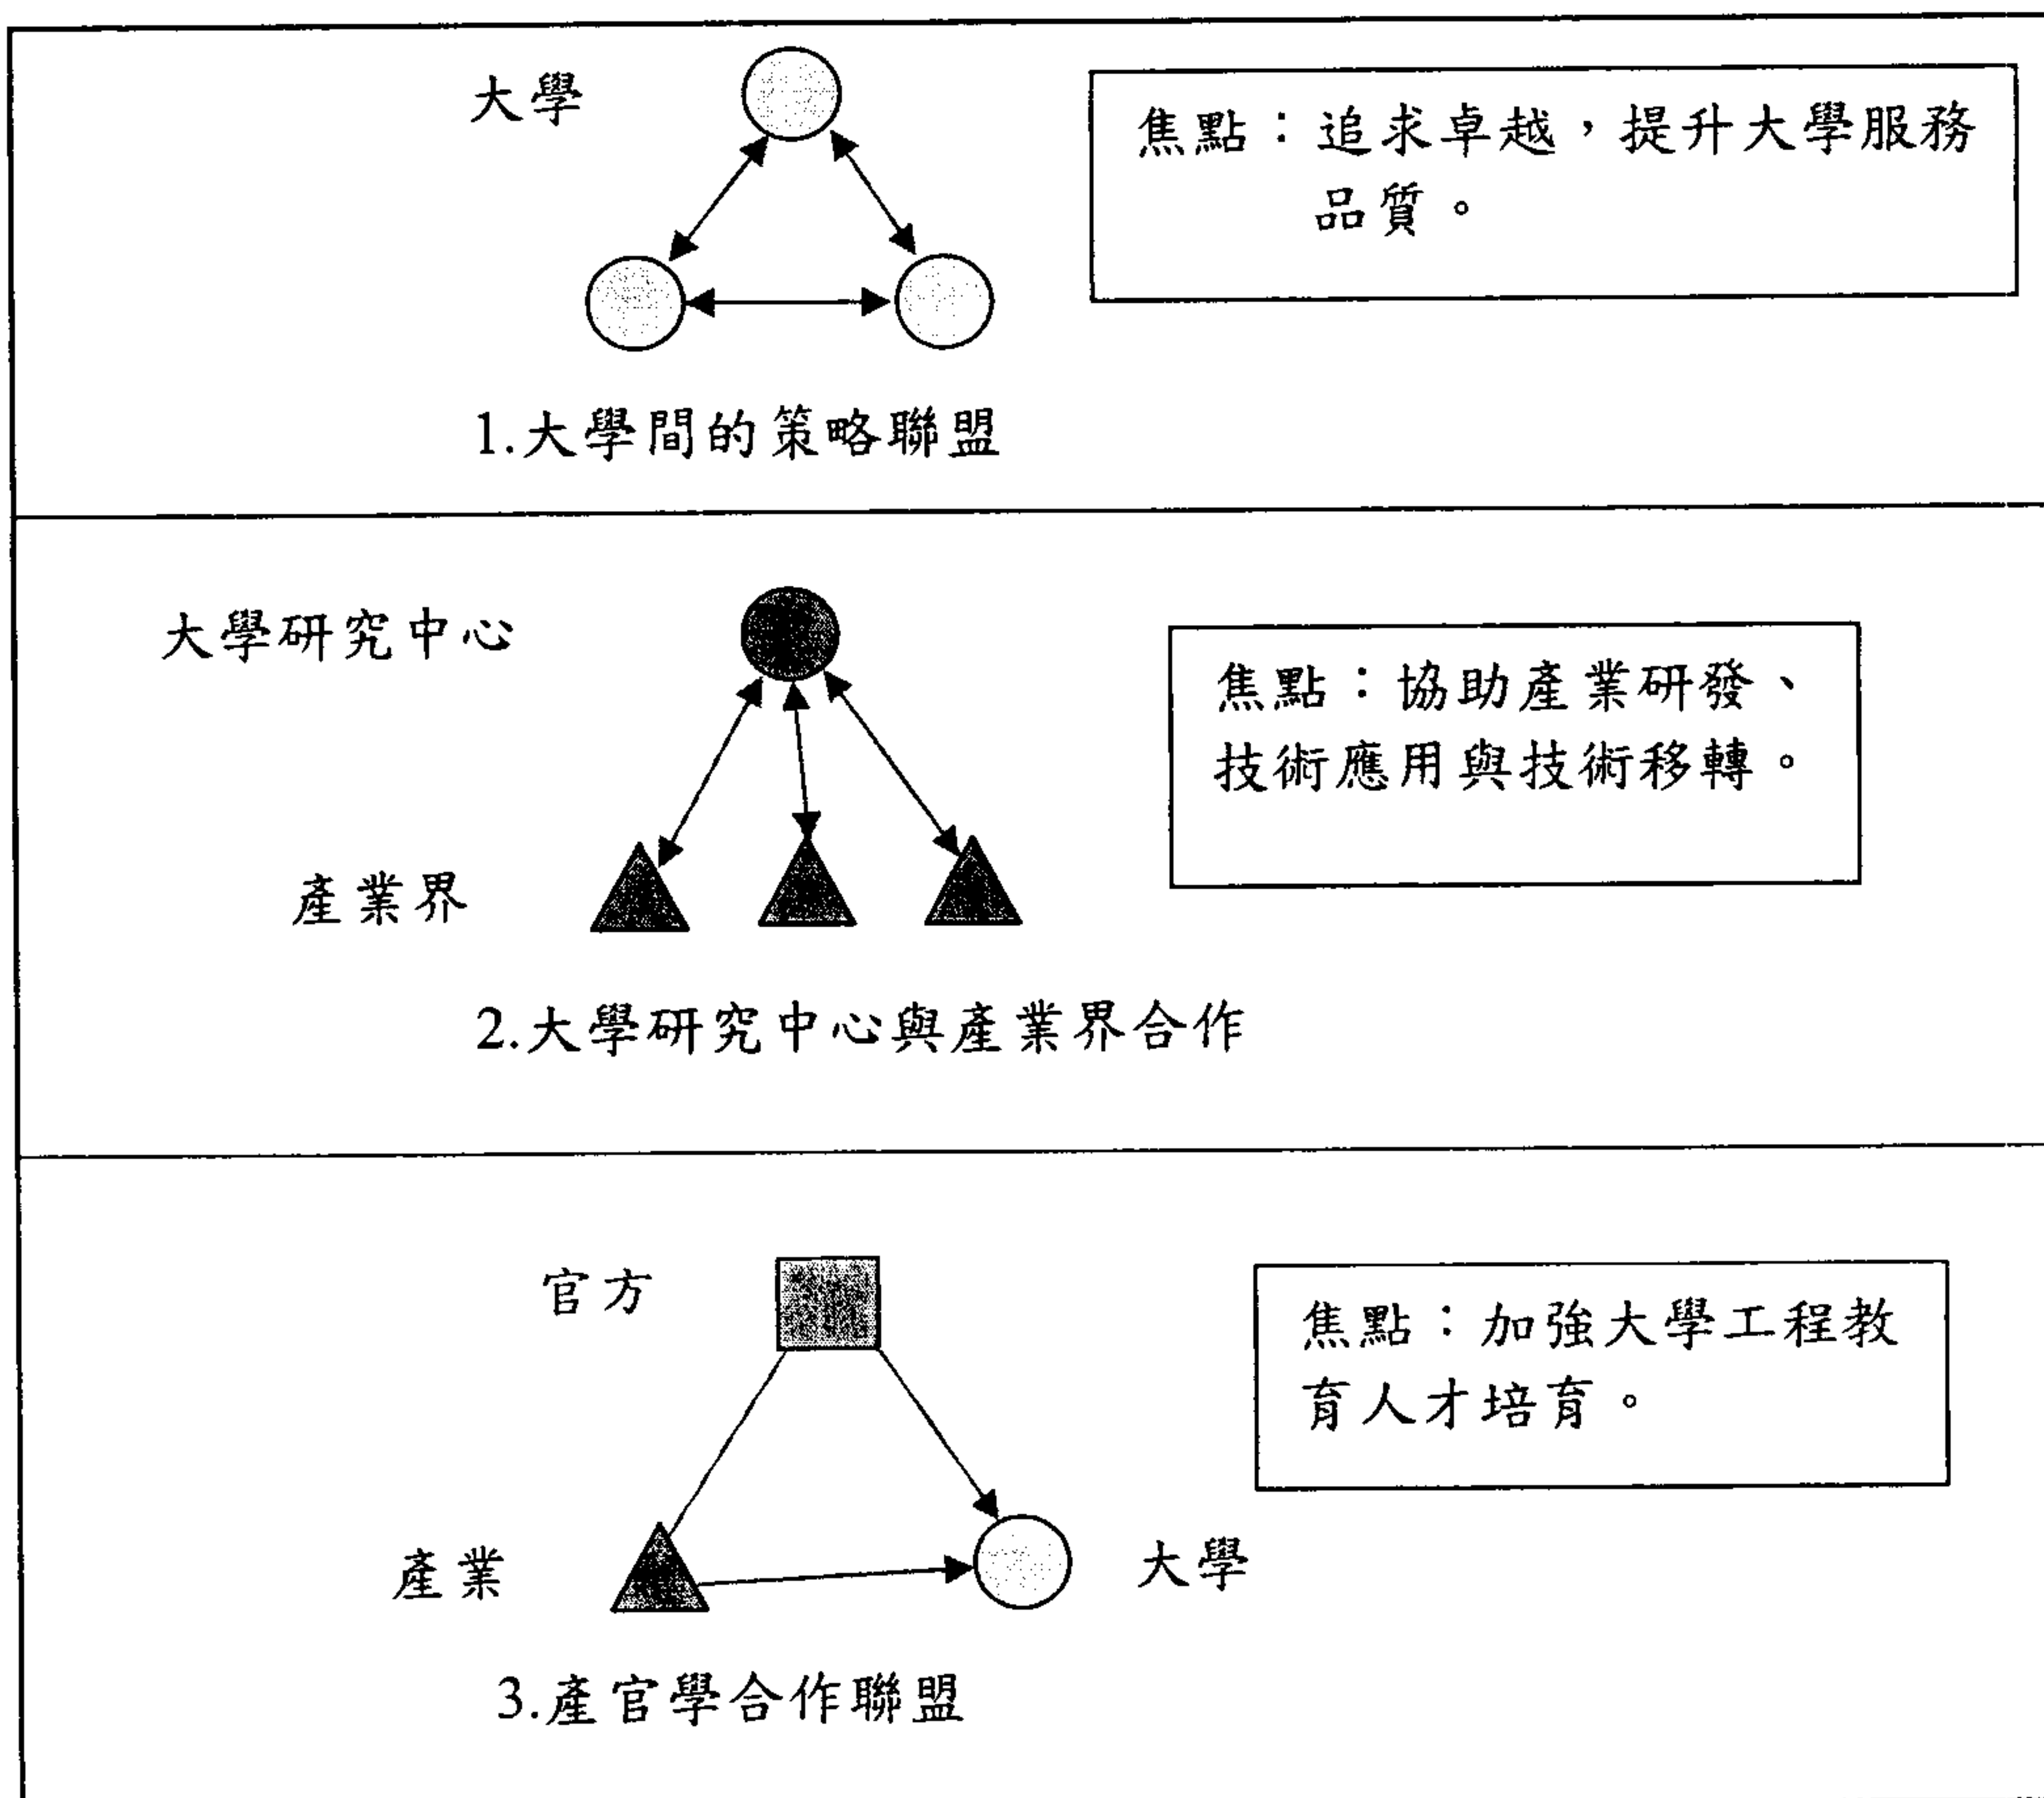 大學
焦點：追求卓越，提升大學服務
品質。
1.大學間的策略聯盟
大學研究中心
焦點：協助產業研發、
技術應用與技術移轉。
產業界
2.大學研究中心與產業界合作
官方
焦點：加強大學工程教
育人才培育。
產業
大學
3.產官學合作聯盟